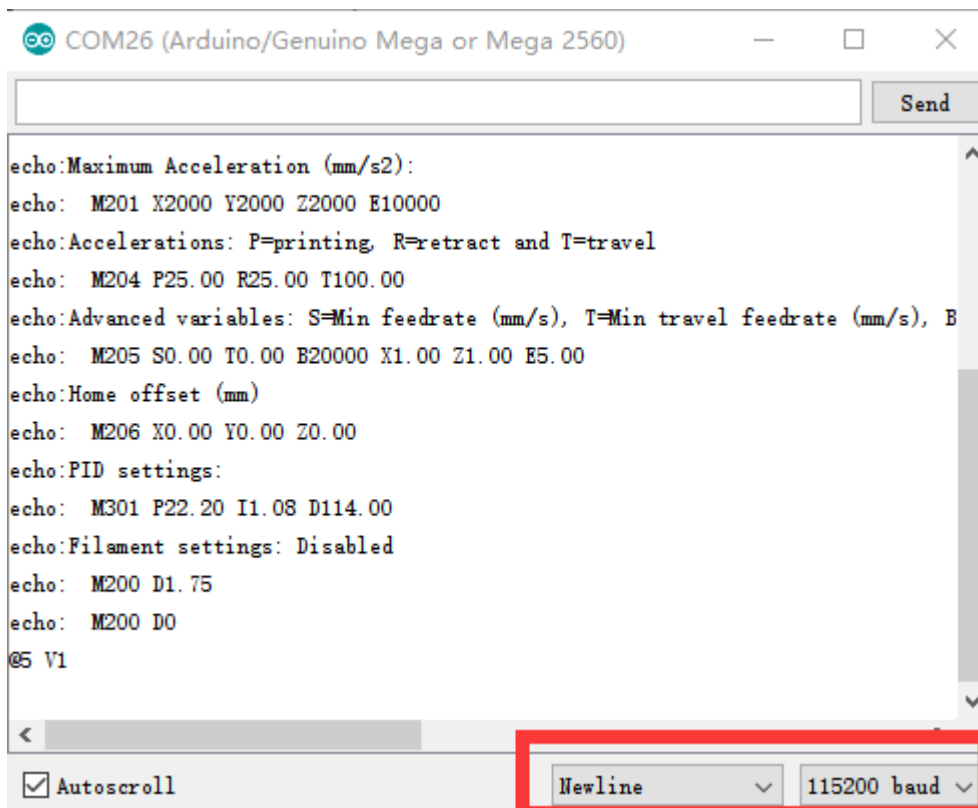 COM26 (Arduino/Genuino Mega or Mega 2560)
Send
echo:Maximum Acceleration (mm/s2):
echo:  M201 X2000 Y2000 Z2000 E10000
echo:Accelerations: P=printing, R=retract and T=travel
echo:  M204 P25.00 R25.00 T100.00
echo:Advanced variables: S=Min feedrate (mm/s), T=Min travel feedrate (mm/s), B
echo:  M205 S0.00 T0.00 B20000 X1.00 Z1.00 E5.00
echo:Home offset (mm)
echo:  M206 X0.00 Y0.00 Z0.00
echo:PID settings:
echo:  M301 P22.20 I1.08 D114.00
echo:Filament settings: Disabled
echo:  M200 D1.75
echo:  M200 D0
@5 V1
Autoscroll
Newline
115200 baud